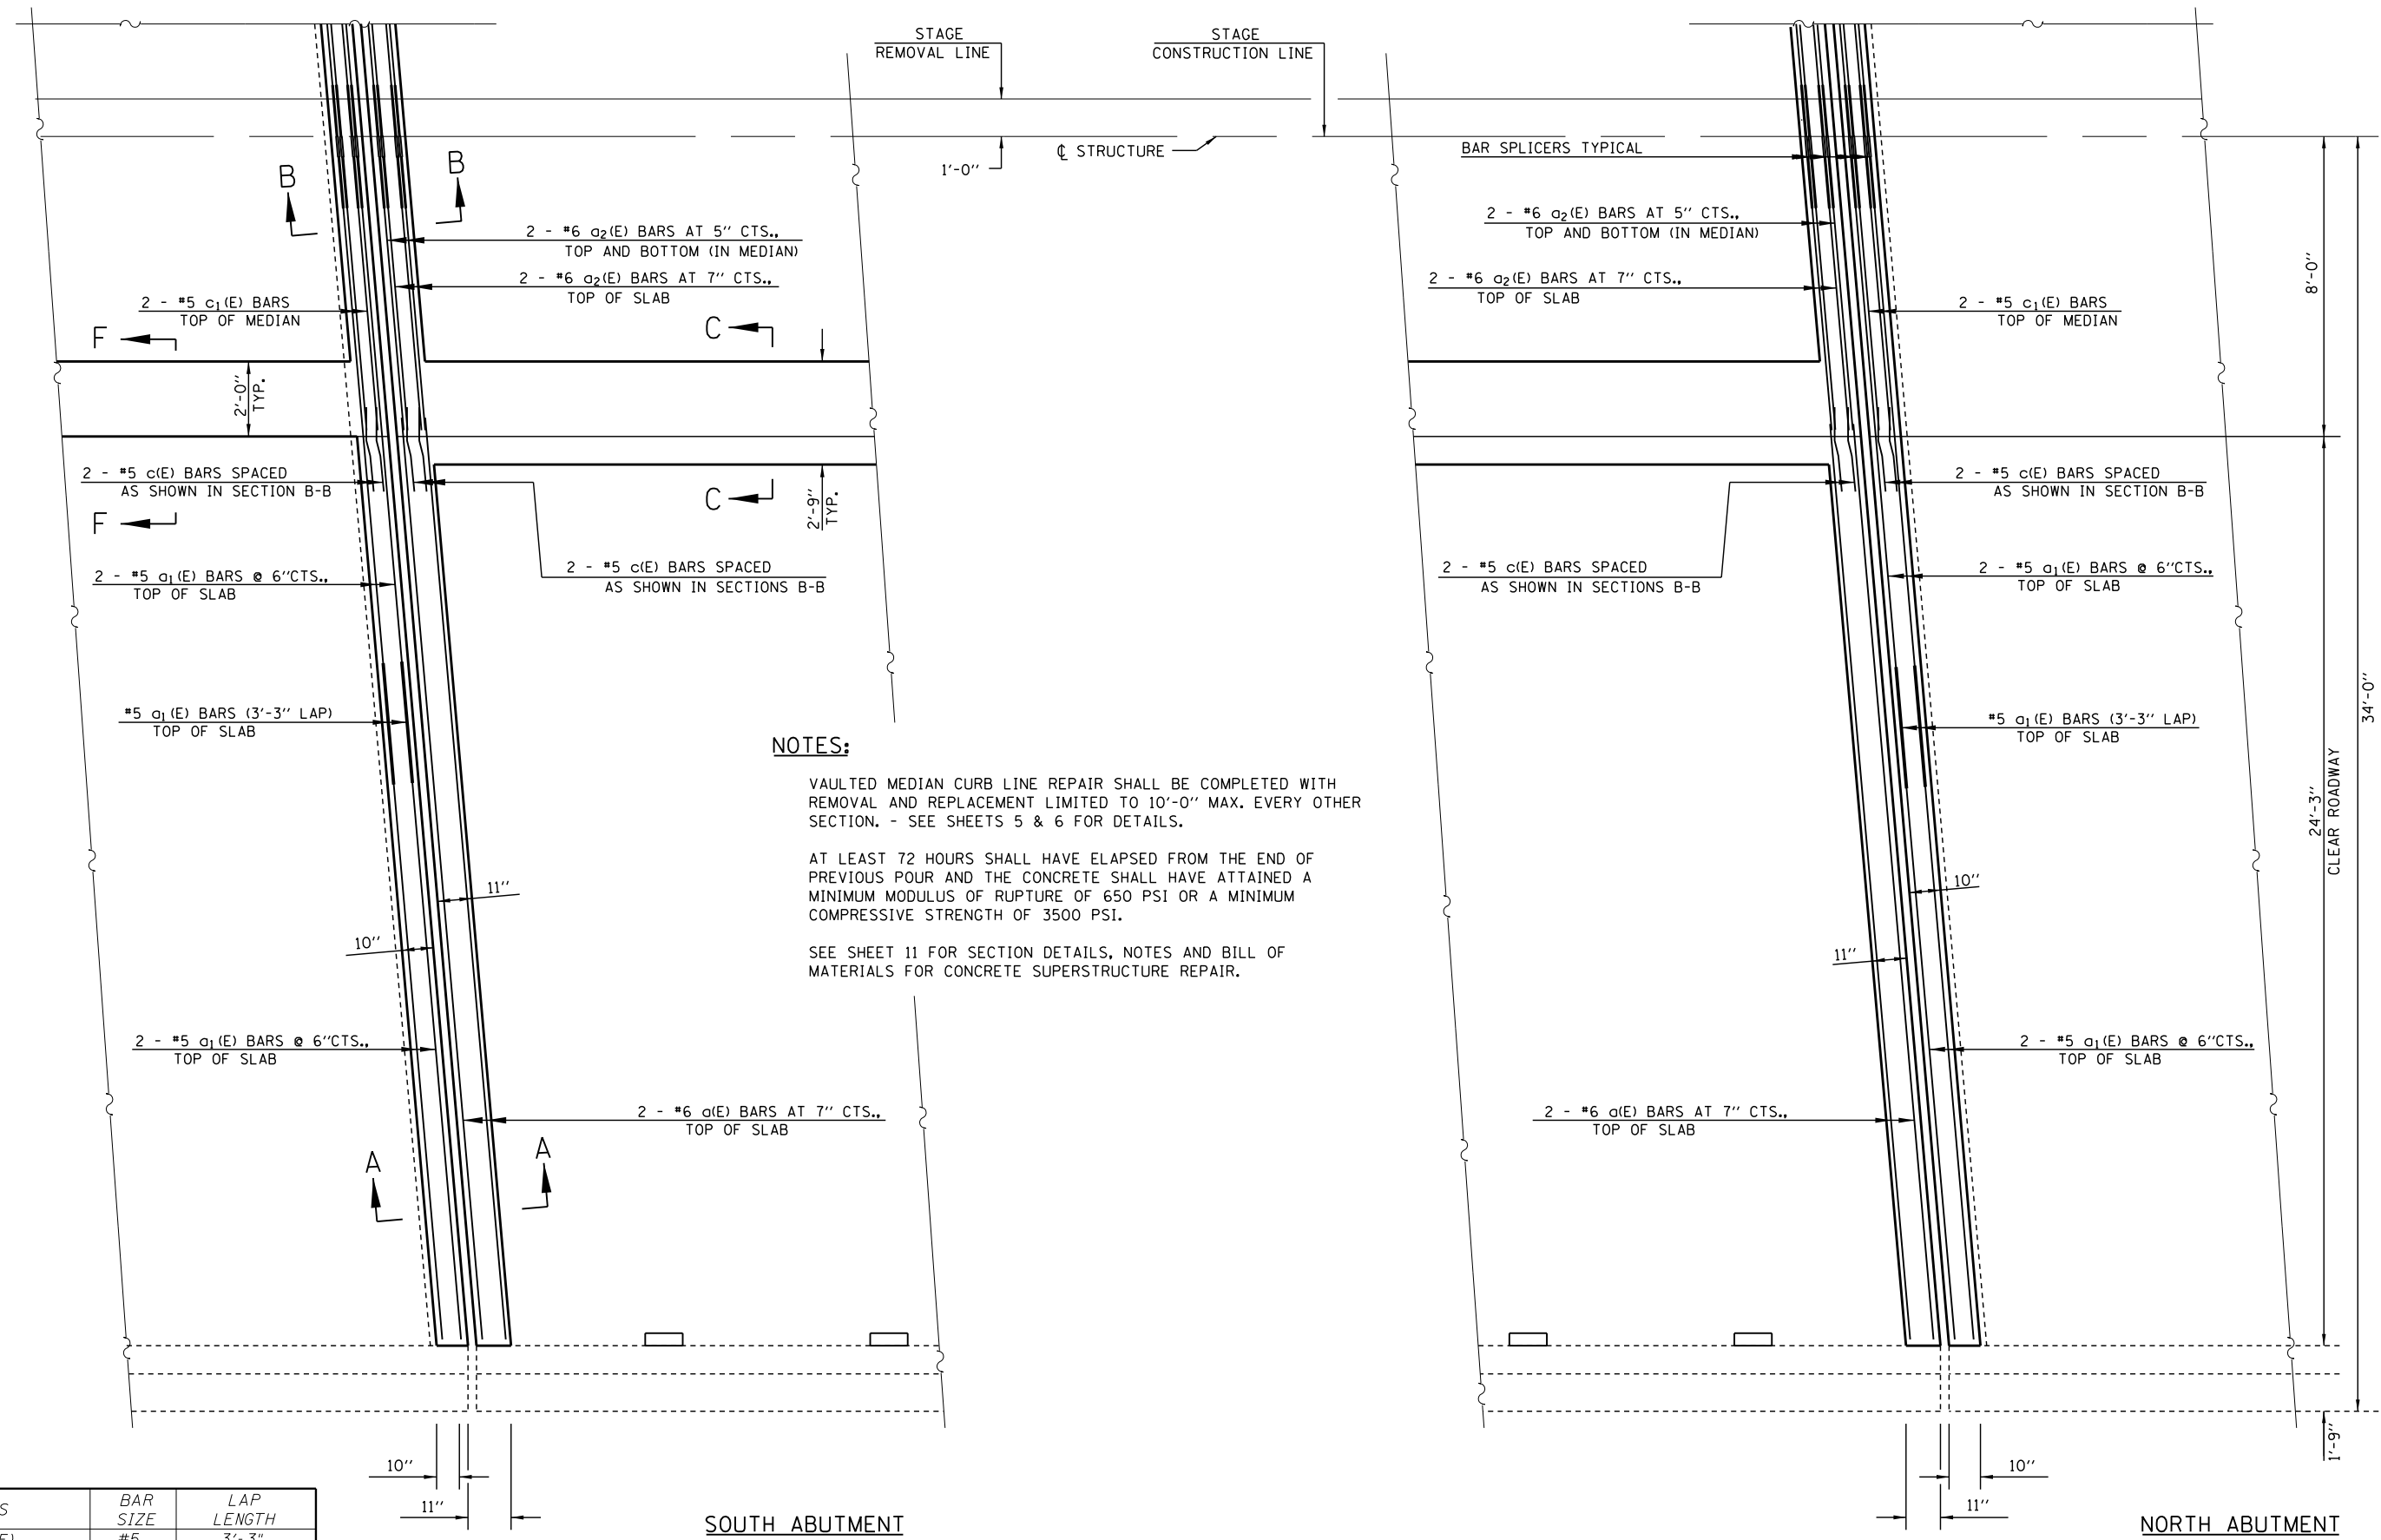 STAGE
REMOVAL LINE
STAGE
CONSTRUCTION LINE
1'-0"
℄ STRUCTURE
B
B
2 - #6 a2(E) BARS AT 5" CTS.,
TOP AND BOTTOM (IN MEDIAN)
2 - #6 a2(E) BARS AT 7" CTS.,
TOP OF SLAB
2 - #5 c1(E) BARS
TOP OF MEDIAN
F
C
2'-0"
TYP.
2 - #5 c(E) BARS SPACED
AS SHOWN IN SECTION B-B
F
C
2'-9"
TYP.
2 - #5 a1(E) BARS @ 6"CTS.,
TOP OF SLAB
2 - #5 c(E) BARS SPACED
AS SHOWN IN SECTIONS B-B
#5 a1(E) BARS (3'-3" LAP)
TOP OF SLAB
11"
10"
2 - #5 a1(E) BARS @ 6"CTS.,
TOP OF SLAB
2 - #6 a(E) BARS AT 7" CTS.,
TOP OF SLAB
A
A
10"
11"
SOUTH ABUTMENT
NOTES:
VAULTED MEDIAN CURB LINE REPAIR SHALL BE COMPLETED WITH
REMOVAL AND REPLACEMENT LIMITED TO 10'-0" MAX. EVERY OTHER
SECTION. - SEE SHEETS 5 & 6 FOR DETAILS.
AT LEAST 72 HOURS SHALL HAVE ELAPSED FROM THE END OF
PREVIOUS POUR AND THE CONCRETE SHALL HAVE ATTAINED A
MINIMUM MODULUS OF RUPTURE OF 650 PSI OR A MINIMUM
COMPRESSIVE STRENGTH OF 3500 PSI.
SEE SHEET 11 FOR SECTION DETAILS, NOTES AND BILL OF
MATERIALS FOR CONCRETE SUPERSTRUCTURE REPAIR.
BAR SPLICERS TYPICAL
2 - #6 a2(E) BARS AT 5" CTS.,
TOP AND BOTTOM (IN MEDIAN)
2 - #6 a2(E) BARS AT 7" CTS.,
TOP OF SLAB
2 - #5 c1(E) BARS
TOP OF MEDIAN
8'-0"
2 - #5 c(E) BARS SPACED
AS SHOWN IN SECTION B-B
2 - #5 c(E) BARS SPACED
AS SHOWN IN SECTIONS B-B
2 - #5 a1(E) BARS @ 6"CTS.,
TOP OF SLAB
#5 a1(E) BARS (3'-3" LAP)
TOP OF SLAB
34'-0"
24'-3"
CLEAR ROADWAY
10"
11"
2 - #5 a1(E) BARS @ 6"CTS.,
TOP OF SLAB
2 - #6 a(E) BARS AT 7" CTS.,
TOP OF SLAB
1'-9"
10"
11"
NORTH ABUTMENT
BAR
SIZE
LAP
LENGTH
#5
3'-3"